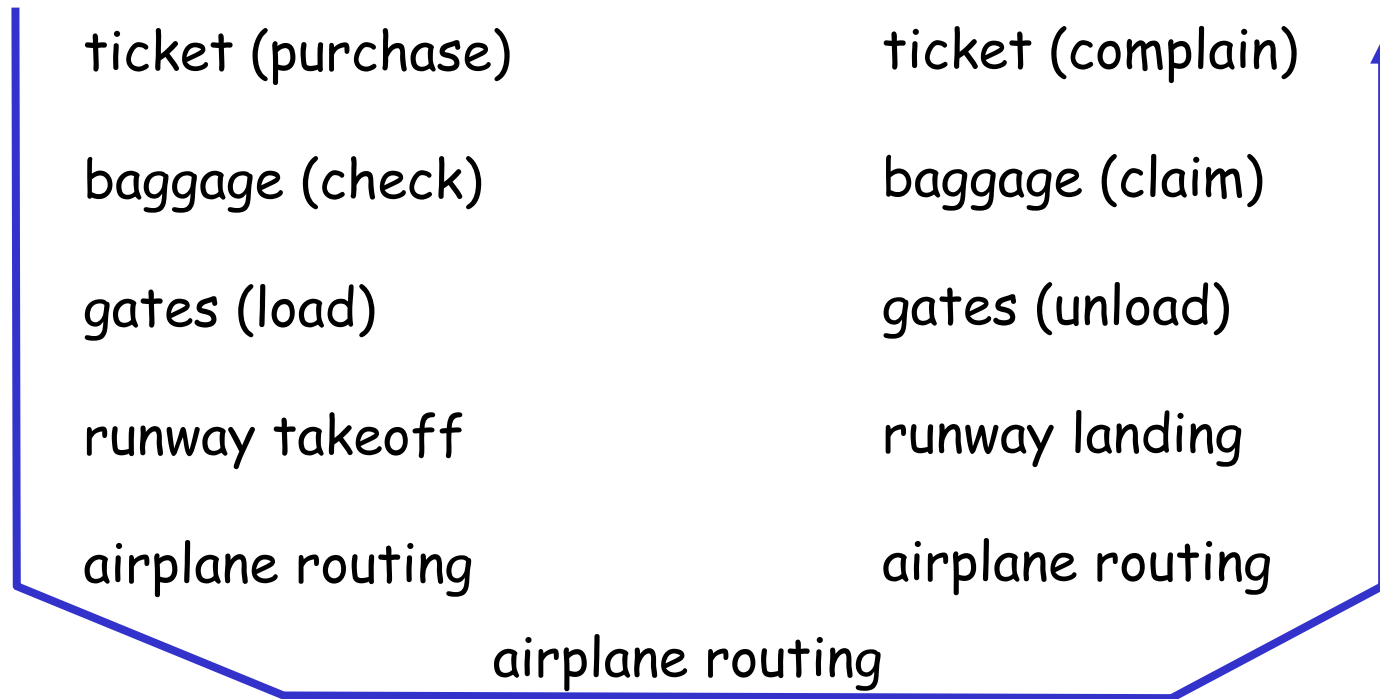 ticket (purchase)
baggage (check)
gates (load)
runway takeoff
airplane routing
ticket (complain)
baggage (claim)
gates (unload)
runway landing
airplane routing
airplane routing